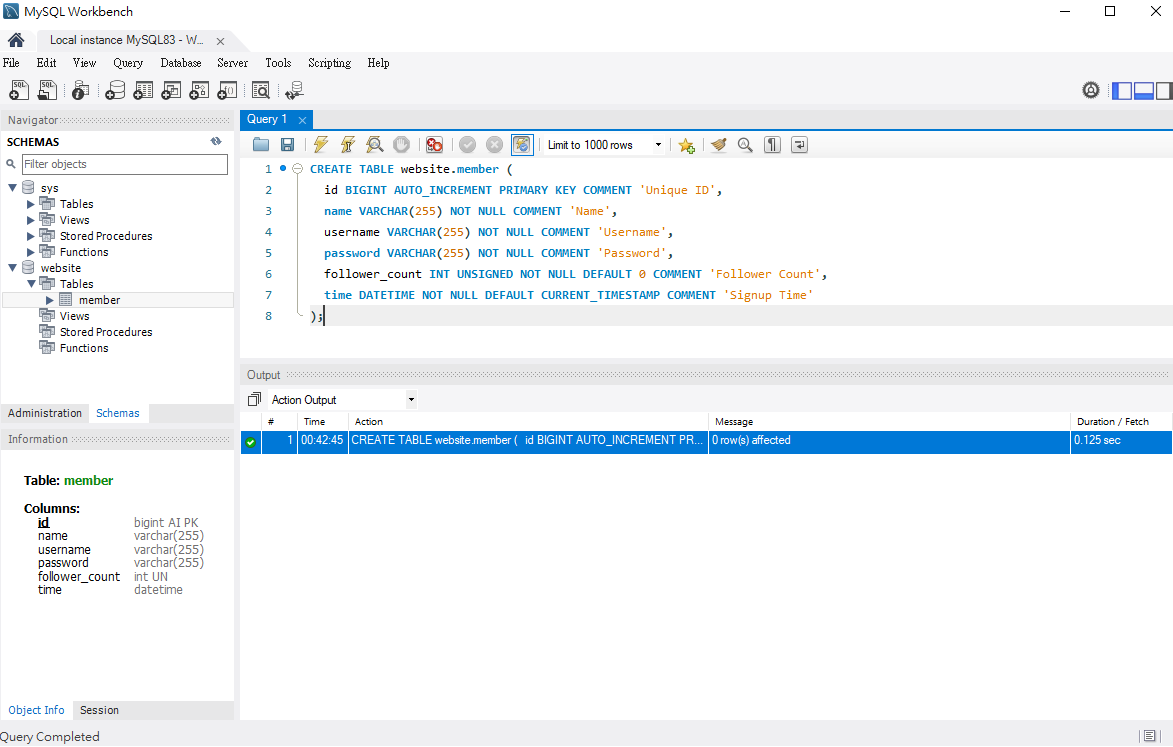 MySQL Workbench
Local instance MySQL83 - W...
File Edit View Query Database Server Tools Scripting Help
Navigator
SCHEMAS
Filter objects
sys
Tables
Views
Stored Procedures
Functions
website
Tables
member
Views
Stored Procedures
Functions
Administration Schemas
Information
Table: member
Columns:
id bigint AI PK
name varchar(255)
username varchar(255)
password varchar(255)
follower_count int UN
time datetime
Object Info Session
Query 1
Limit to 1000 rows
1 CREATE TABLE website.member (
2 id BIGINT AUTO_INCREMENT PRIMARY KEY COMMENT 'Unique ID',
3 name VARCHAR(255) NOT NULL COMMENT 'Name',
4 username VARCHAR(255) NOT NULL COMMENT 'Username',
5 password VARCHAR(255) NOT NULL COMMENT 'Password',
6 follower_count INT UNSIGNED NOT NULL DEFAULT 0 COMMENT 'Follower Count',
7 time DATETIME NOT NULL DEFAULT CURRENT_TIMESTAMP COMMENT 'Signup Time'
8 );
Output
Action Output
# Time Action Message Duration / Fetch
1 00:42:45 CREATE TABLE website.member ( id BIGINT AUTO_INCREMENT PR... 0 row(s) affected 0.125 sec
Query Completed